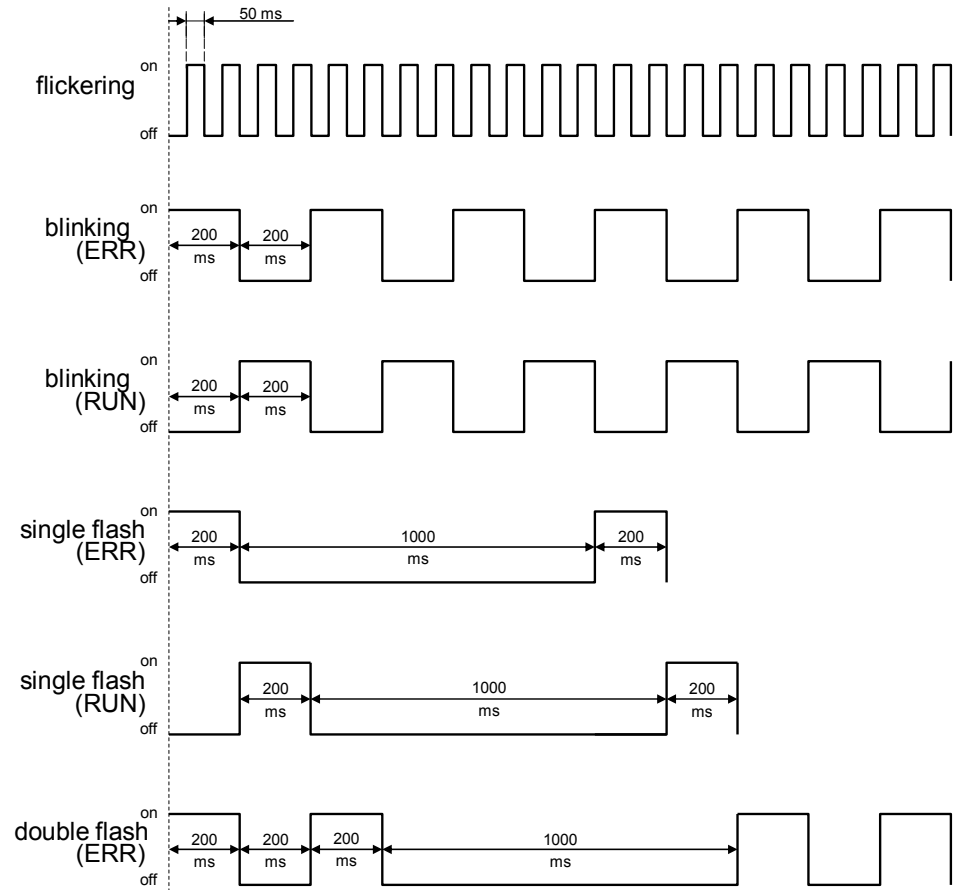 50 ms
on
flickering
off
on
blinking
(ERR)
200
ms
200
ms
off
on
blinking
(RUN)
200
ms
200
ms
off
on
single flash
(ERR)
200
ms
1000
ms
200
ms
off
on
single flash
(RUN)
200
ms
1000
ms
200
ms
off
on
double flash
(ERR)
200
ms
200
ms
200
ms
1000
ms
off